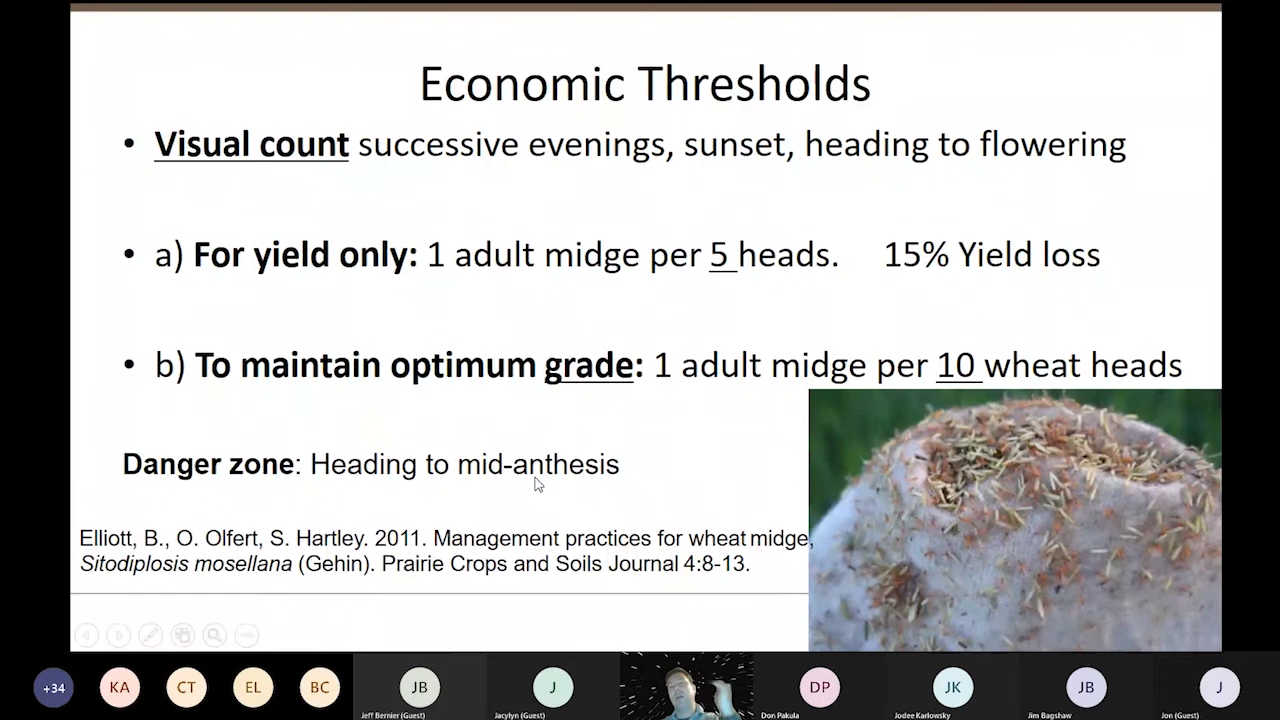 Economic Thresholds
• Visual count successive evenings, sunset, heading to flowering
• a) For yield only: 1 adult midge per 5 heads. 15% Yield loss
• b) To maintain optimum grade: 1 adult midge per 10 wheat heads
Danger zone: Heading to mid-anthesis
Elliott, B., O. Olfert, S. Hartley. 2011. Management practices for wheat midge,
Sitodiplosis mosellana (Gehin). Prairie Crops and Soils Journal 4:8-13.
+34 KA CT EL BC JB J DP JK JB J
Jeff Bernier (Guest) Jacylyn (Guest) Don Pakula Jodee Karlowsky Jim Bagshaw Jon (Guest)